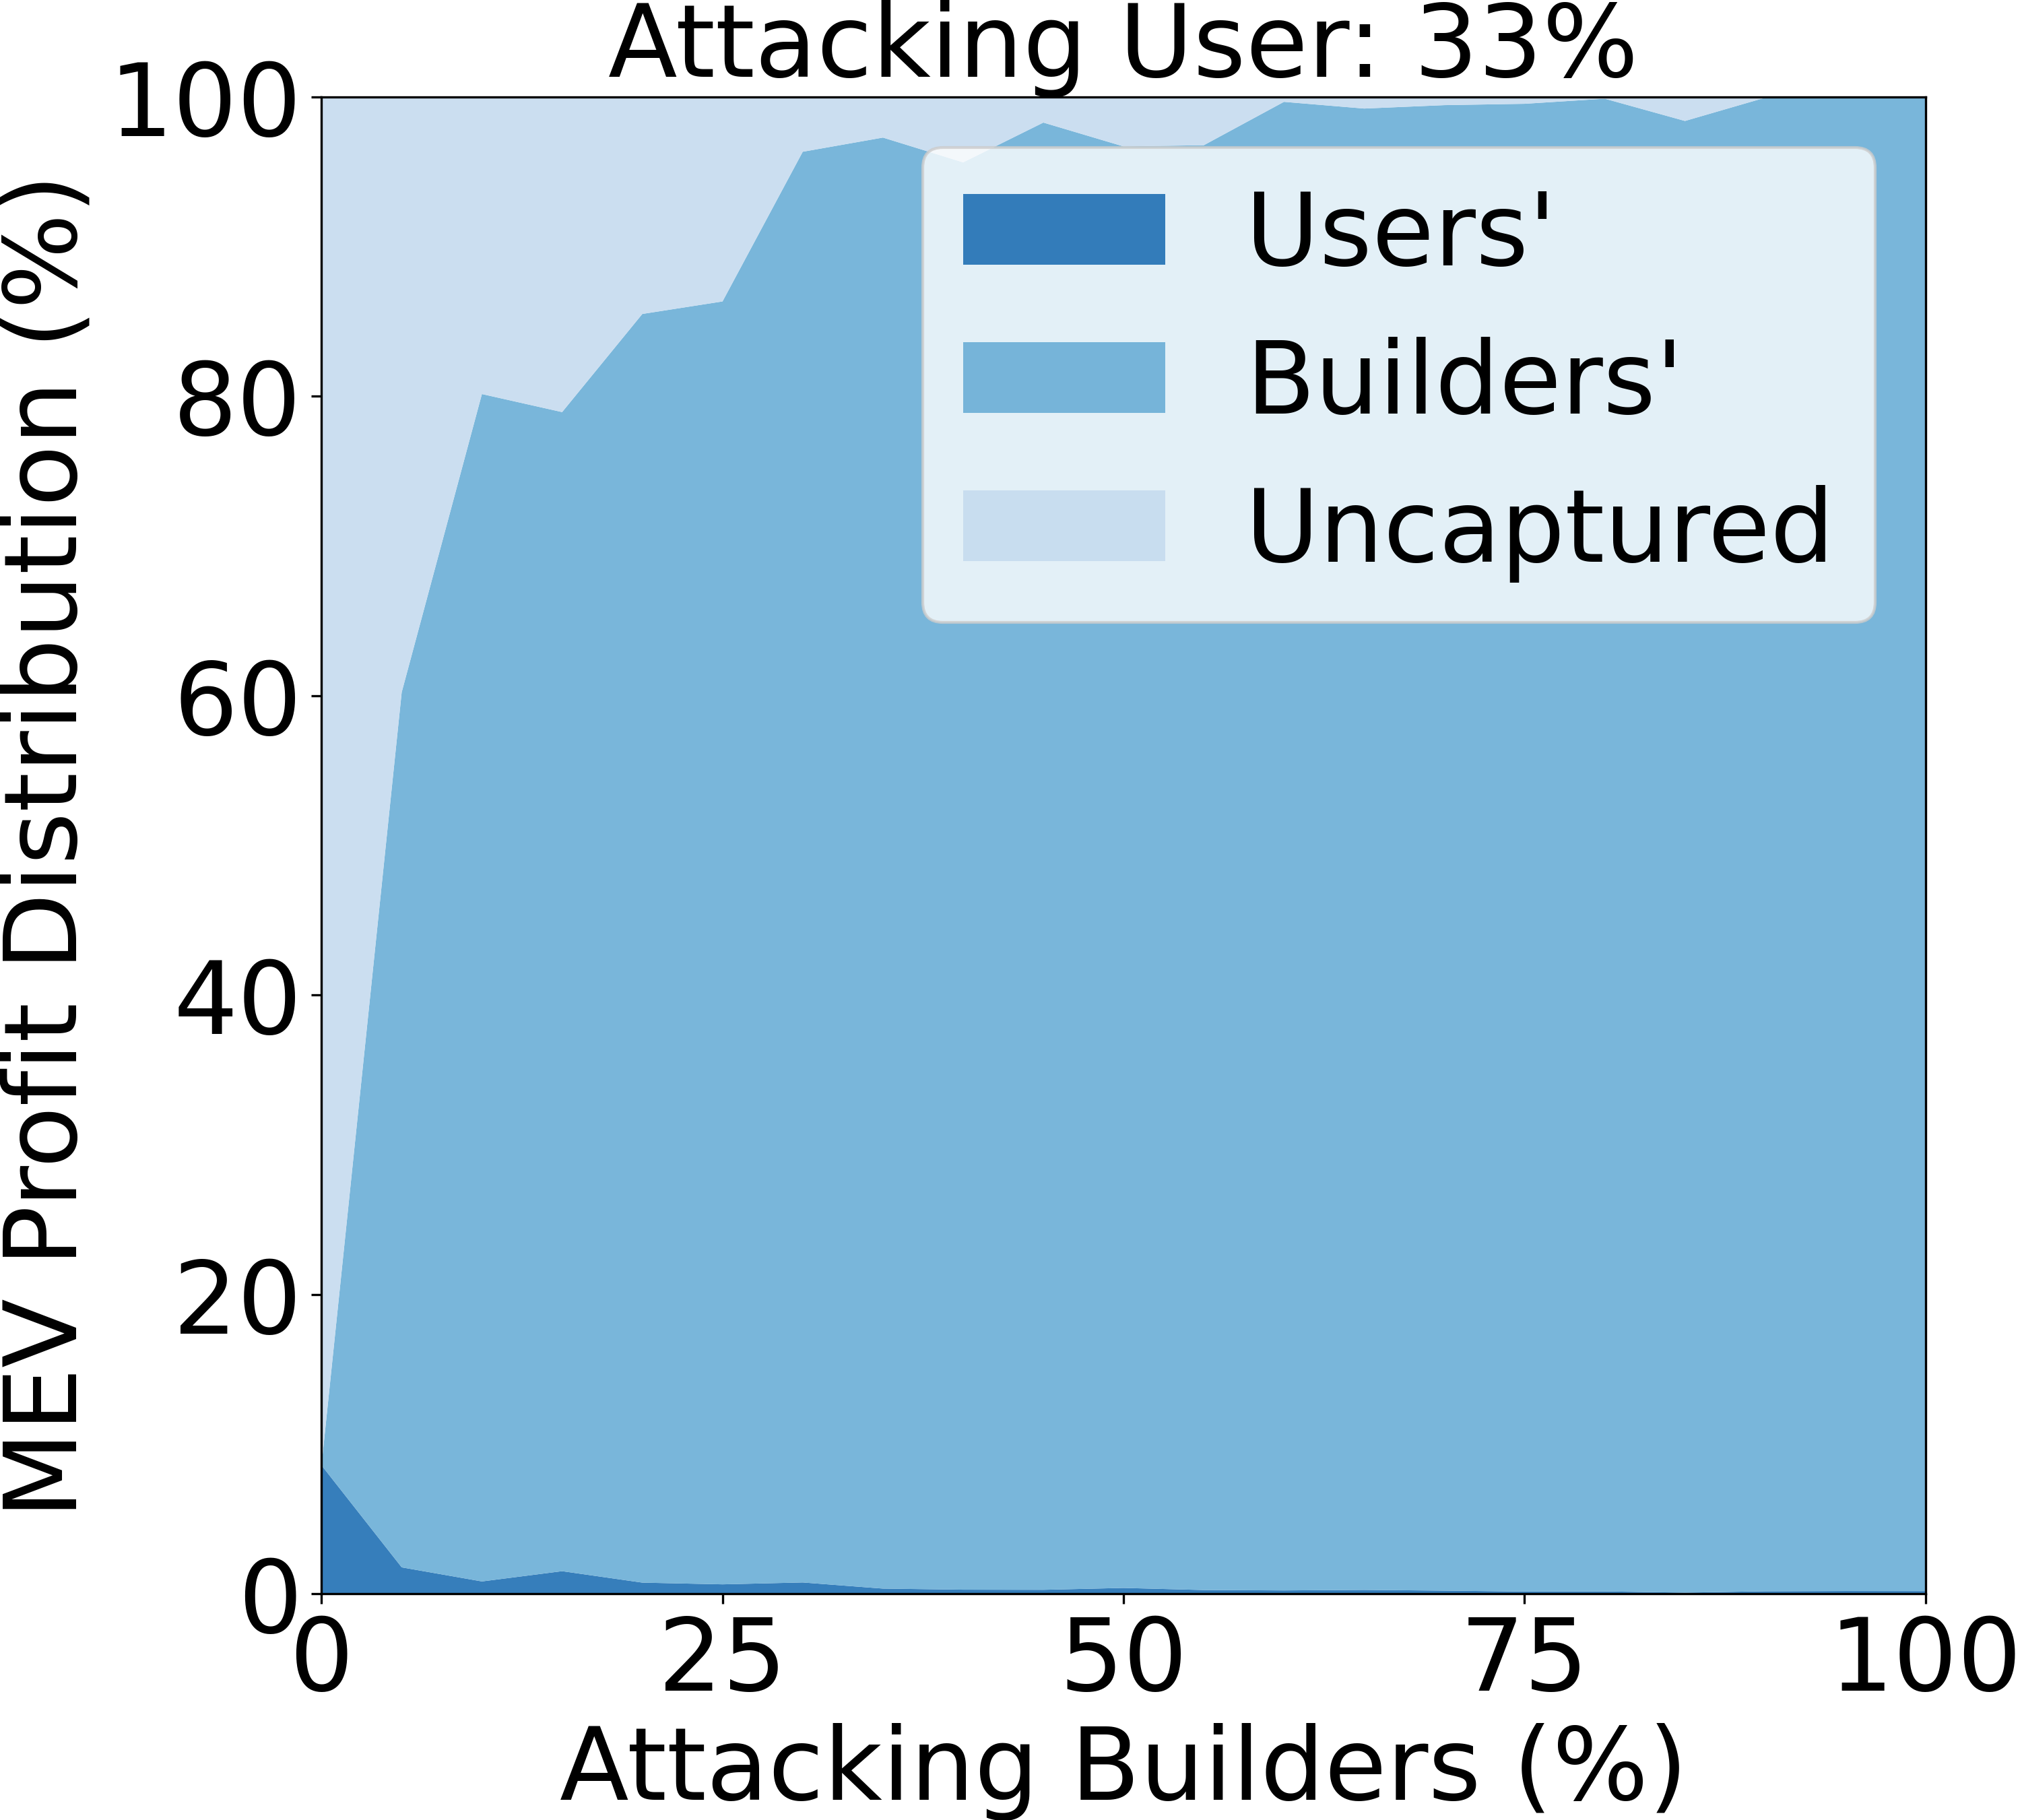 Attacking User: 33%
MEV Profit Distribution (%)
100
80
60
40
20
0
Users'
Builders'
Uncaptured
0 25 50 75 100
Attacking Builders (%)